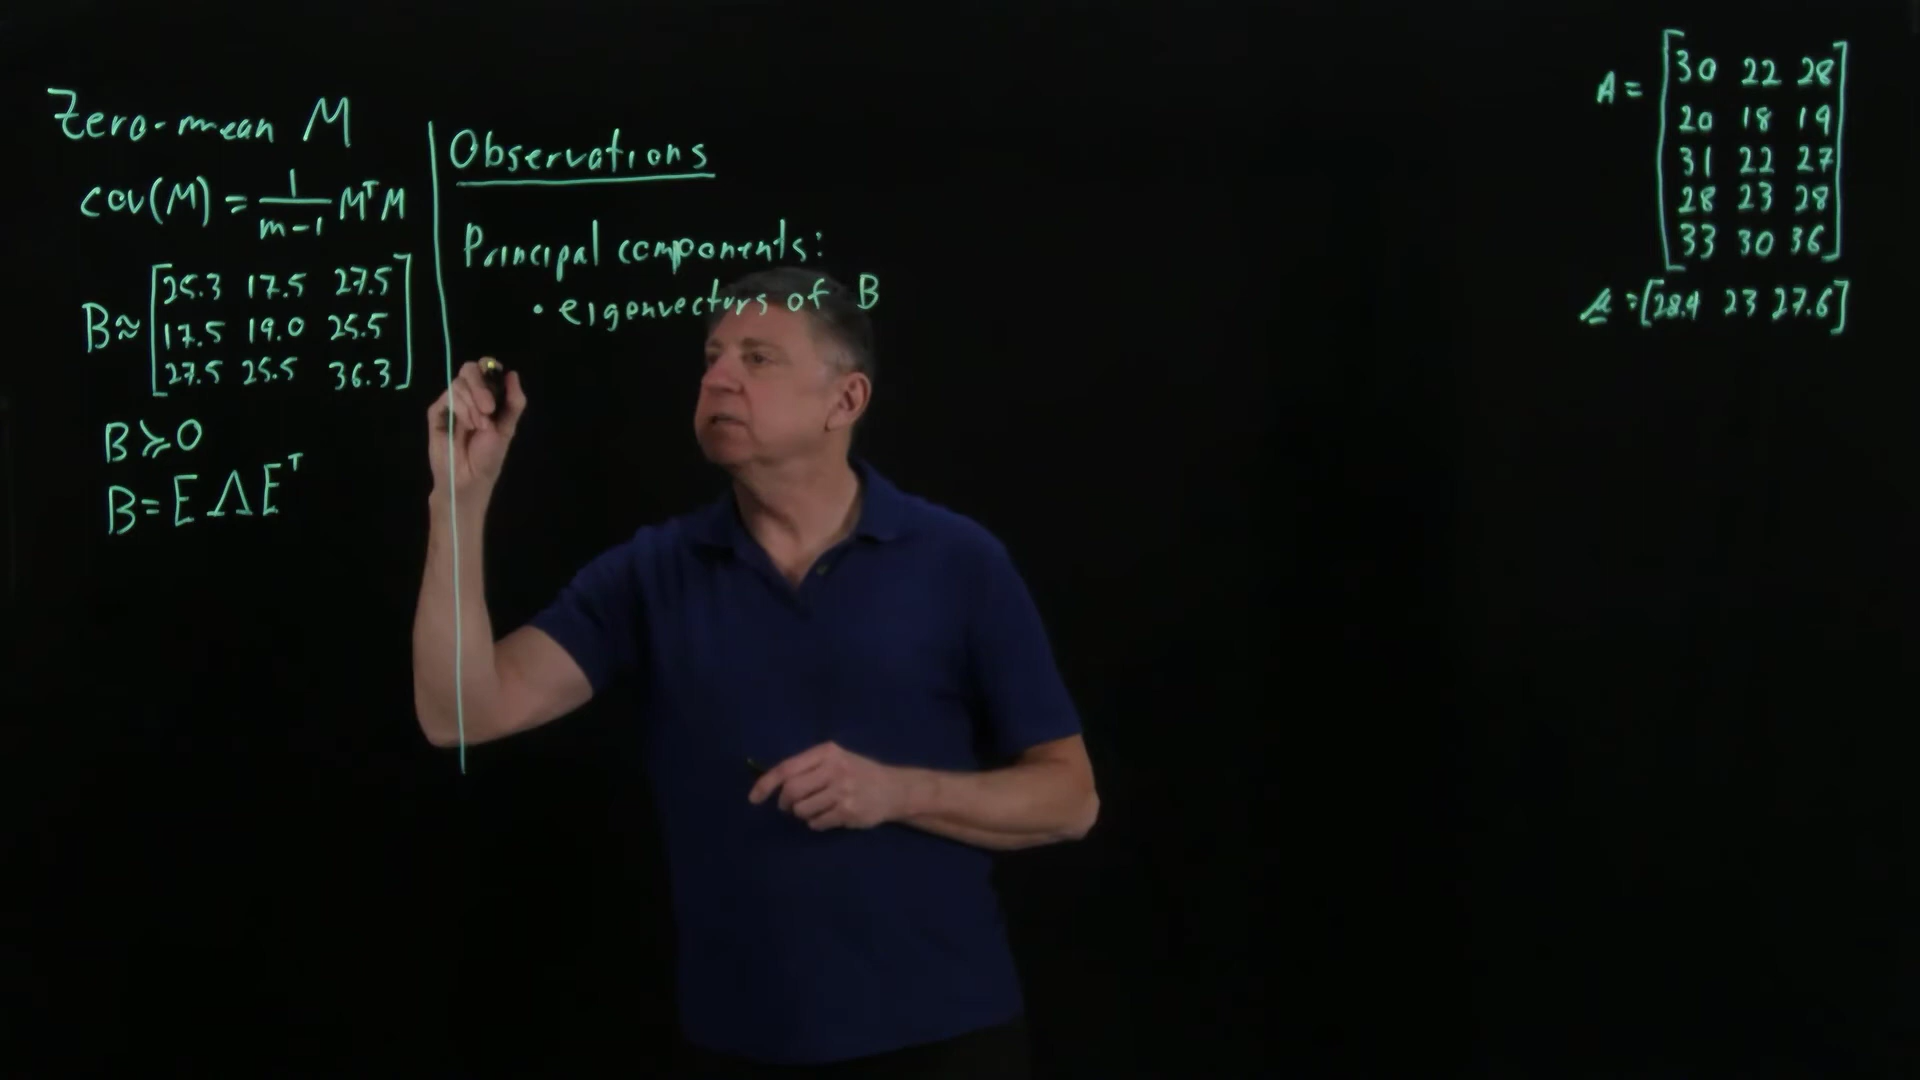 Zero-mean M
cov(M) = 1/(m-1) MᵀM
B ≈ [25.3 17.5 27.5
17.5 19.0 25.5
27.5 25.5 36.3]
B ≽ 0
B = E Λ Eᵀ
Observations
Principal components:
• eigenvectors of B
A = [30 22 28
20 18 19
31 22 27
28 23 28
33 30 36]
μ = [28.4 23 27.6]